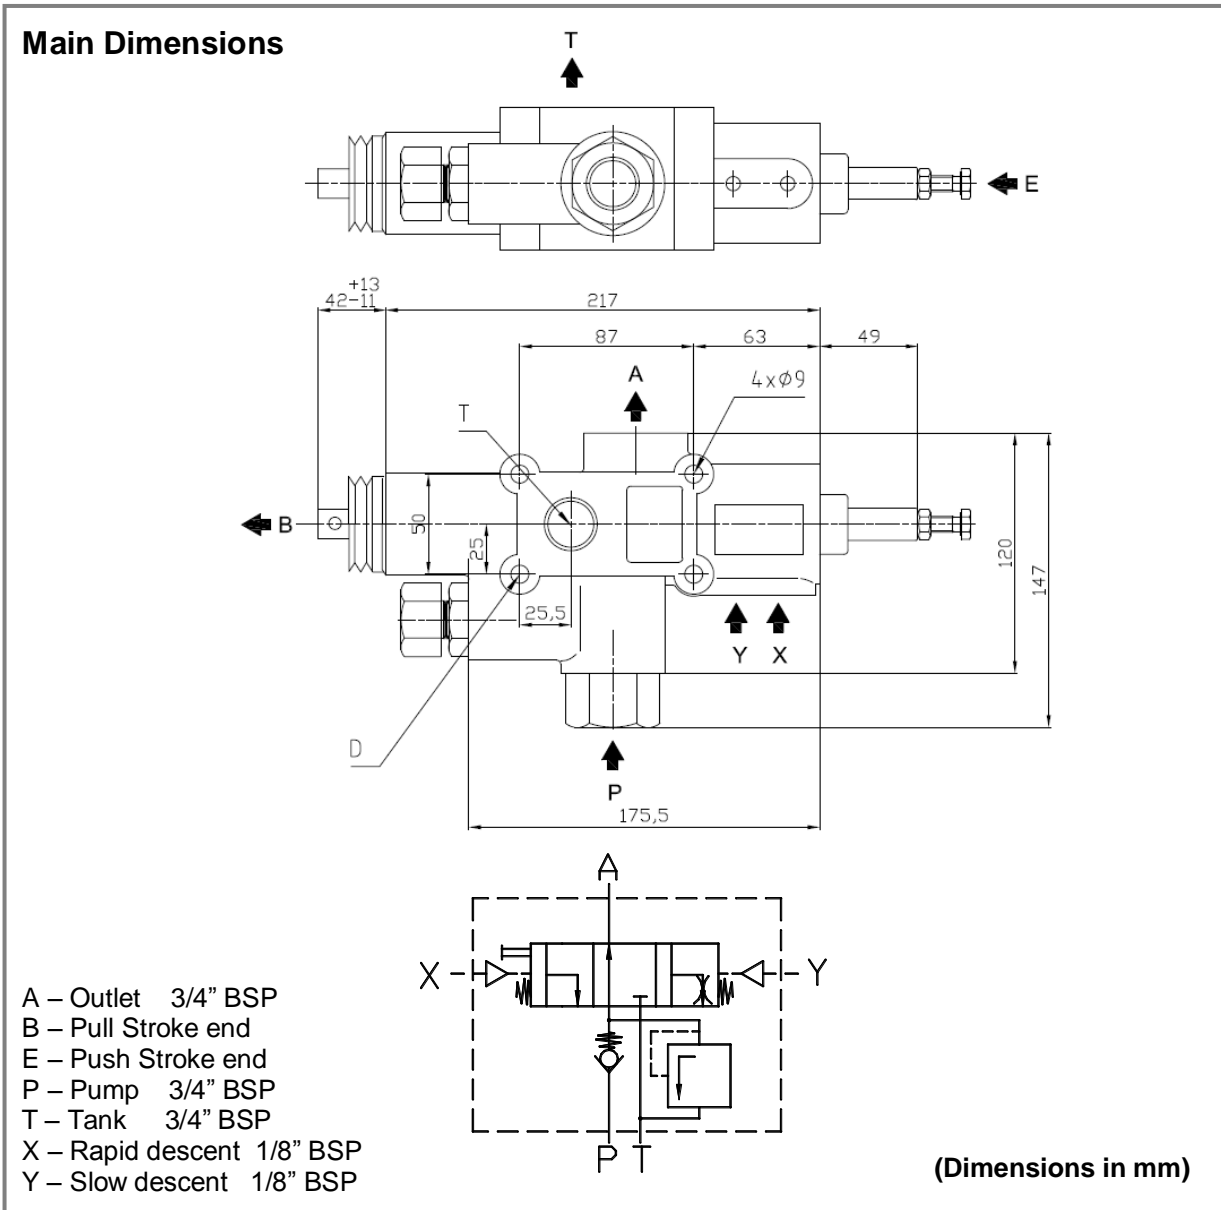 Main Dimensions
T
E
+13
42-11
217
87
63
49
A
4xφ9
T
B
50
25
25,5
120
147
Y X
D
P
175,5
A
X
Y
P T
A – Outlet 3/4” BSP
B – Pull Stroke end
E – Push Stroke end
P – Pump 3/4” BSP
T – Tank 3/4” BSP
X – Rapid descent 1/8” BSP
Y – Slow descent 1/8” BSP
(Dimensions in mm)